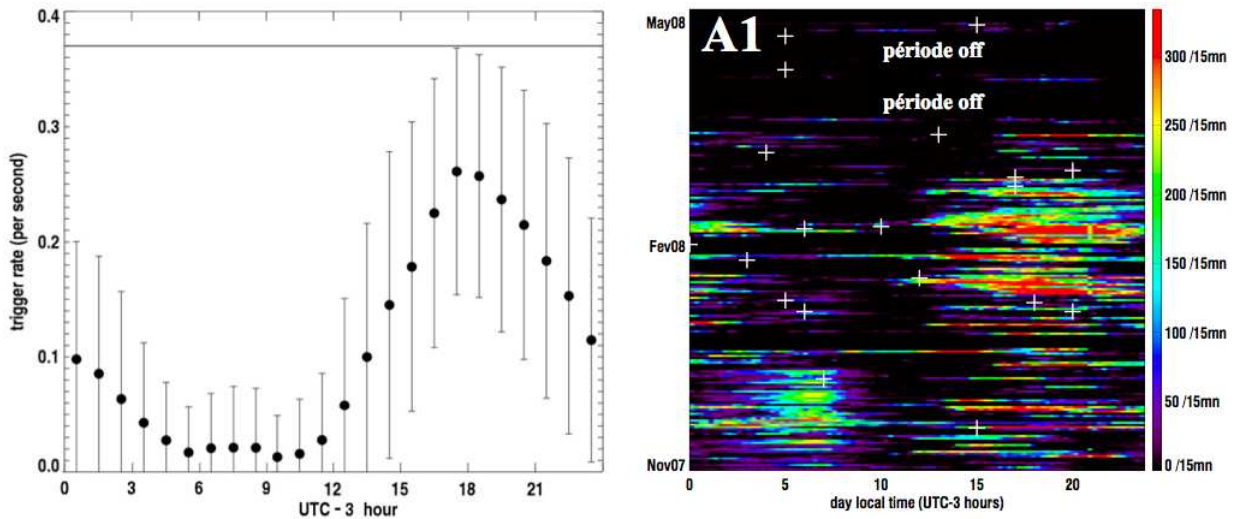 0.4
0.3
0.2
0.1
0.0
trigger rate (per second)
0 3 6 9 12 15 18 21
UTC - 3 hour
A1
période off
période off
May08
Fev08
Nov07
0 5 10 15 20
day local time (UTC-3 hours)
300 /15mn
250 /15mn
200 /15mn
150 /15mn
100 /15mn
50 /15mn
0 /15mn